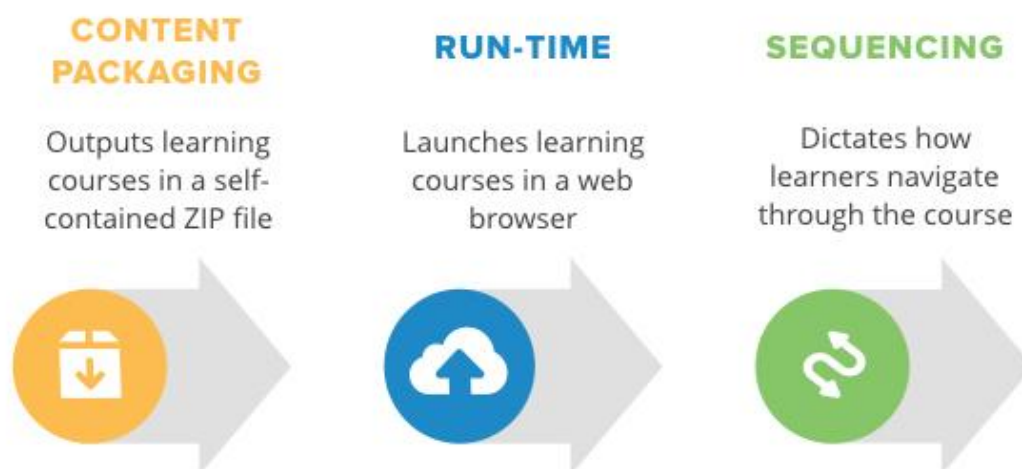 CONTENT
PACKAGING
Outputs learning
courses in a self-
contained ZIP file
RUN-TIME
Launches learning
courses in a web
browser
SEQUENCING
Dictates how
learners navigate
through the course